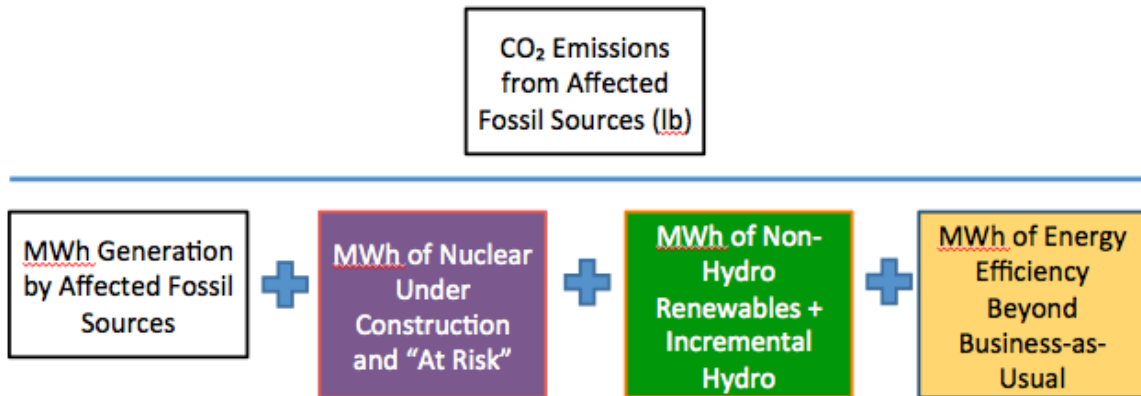 CO₂ Emissions
from Affected
Fossil Sources (lb)
MWh Generation
by Affected Fossil
Sources
MWh of Nuclear
Under
Construction
and “At Risk”
MWh of Non-
Hydro
Renewables +
Incremental
Hydro
MWh of Energy
Efficiency
Beyond
Business-as-
Usual